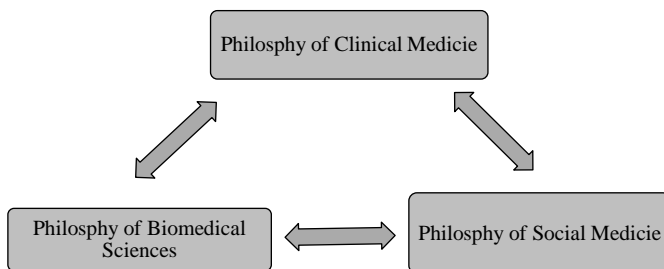 Philosphy of Clinical Medicie
Philosphy of Biomedical
Sciences
Philosphy of Social Medicie